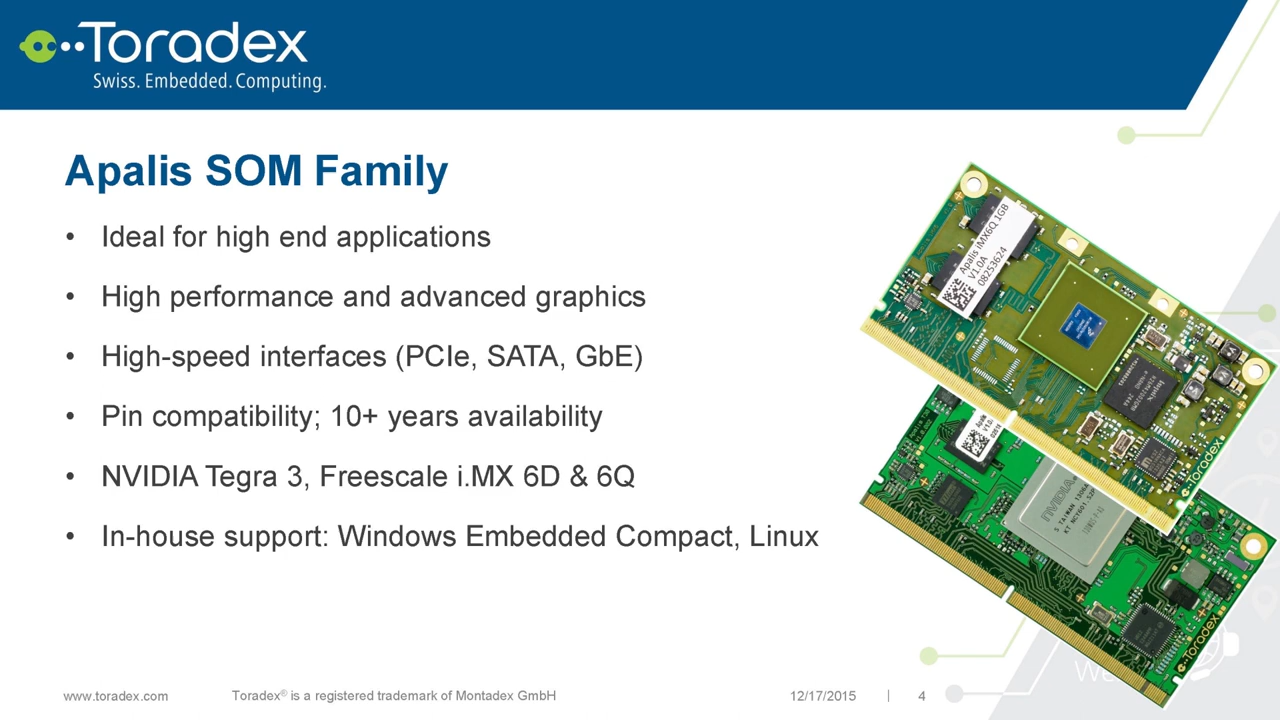 Toradex
Swiss. Embedded. Computing.
Apalis SOM Family
• Ideal for high end applications
• High performance and advanced graphics
• High-speed interfaces (PCIe, SATA, GbE)
• Pin compatibility; 10+ years availability
• NVIDIA Tegra 3, Freescale i.MX 6D & 6Q
• In-house support: Windows Embedded Compact, Linux
Apalis iMX6Q 1GB
V1.0A
08253624
Toradex
NVIDIA
Toradex
www.toradex.com
Toradex® is a registered trademark of Montadex GmbH
12/17/2015 | 4